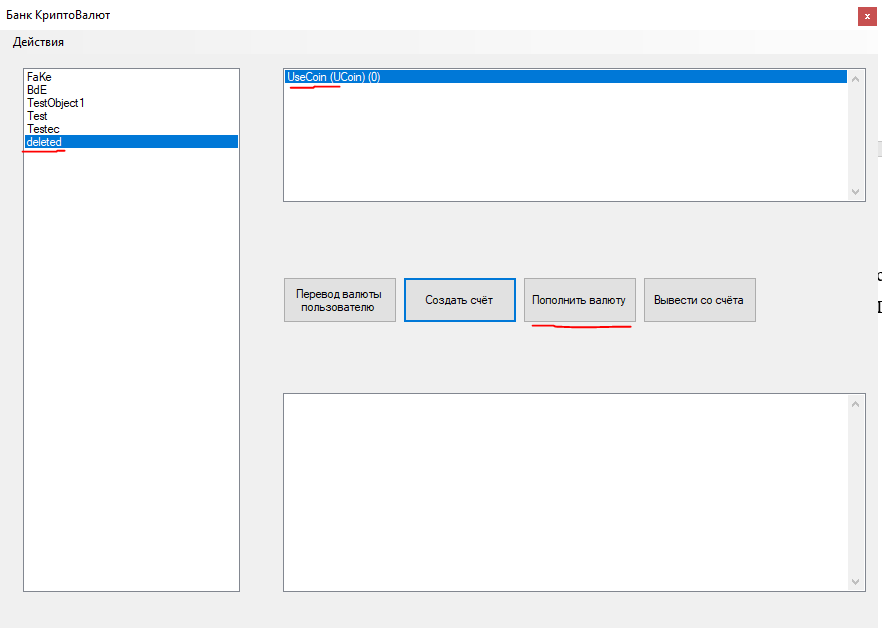 Банк КриптоВалют
x
Действия
FaKe
BdE
TestObject1
Test
Testec
deleted
UseCoin (UCoin) (0)
Перевод валюты
пользователю
Создать счёт
Пополнить валюту
Вывести со счёта